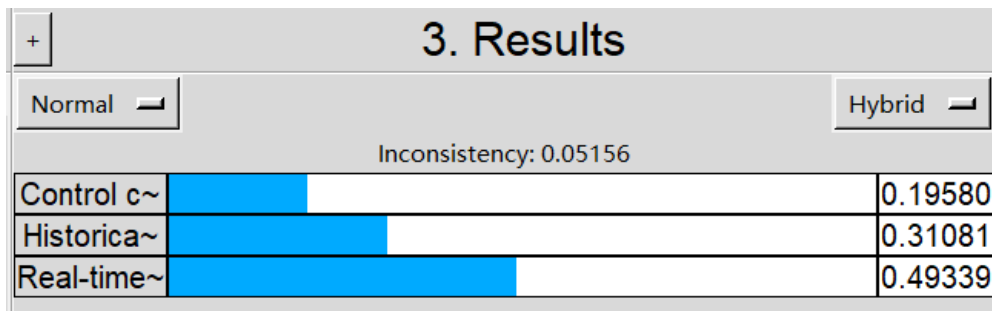 + 3. Results
Normal Hybrid
Inconsistency: 0.05156
Control c~ 0.19580
Historica~ 0.31081
Real-time~ 0.49339